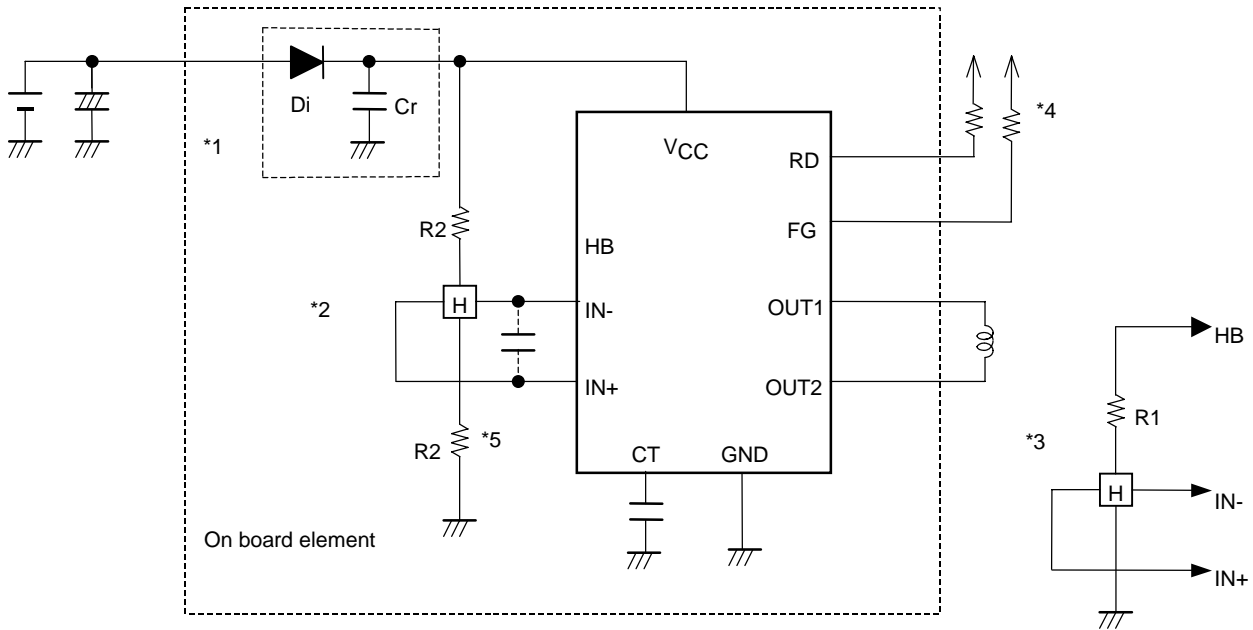 Di
Cr
*4
*1
VCC
RD
R2
FG
HB
*2
H
IN-
OUT1
HB
IN+
OUT2
R1
R2
*5
*3
CT
GND
H
IN-
On board element
IN+